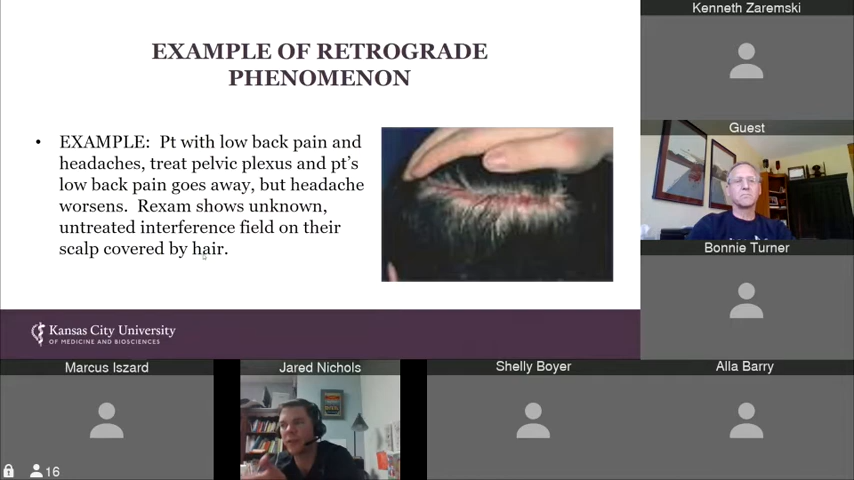 EXAMPLE OF RETROGRADE
PHENOMENON
• EXAMPLE: Pt with low back pain and
headaches, treat pelvic plexus and pt's
low back pain goes away, but headache
worsens. Rexam shows unknown,
untreated interference field on their
scalp covered by hair.
Kansas City University
OF MEDICINE AND BIOSCIENCES
Kenneth Zaremski
Guest
Bonnie Turner
Marcus Iszard
Jared Nichols
Shelly Boyer
Alla Barry
16